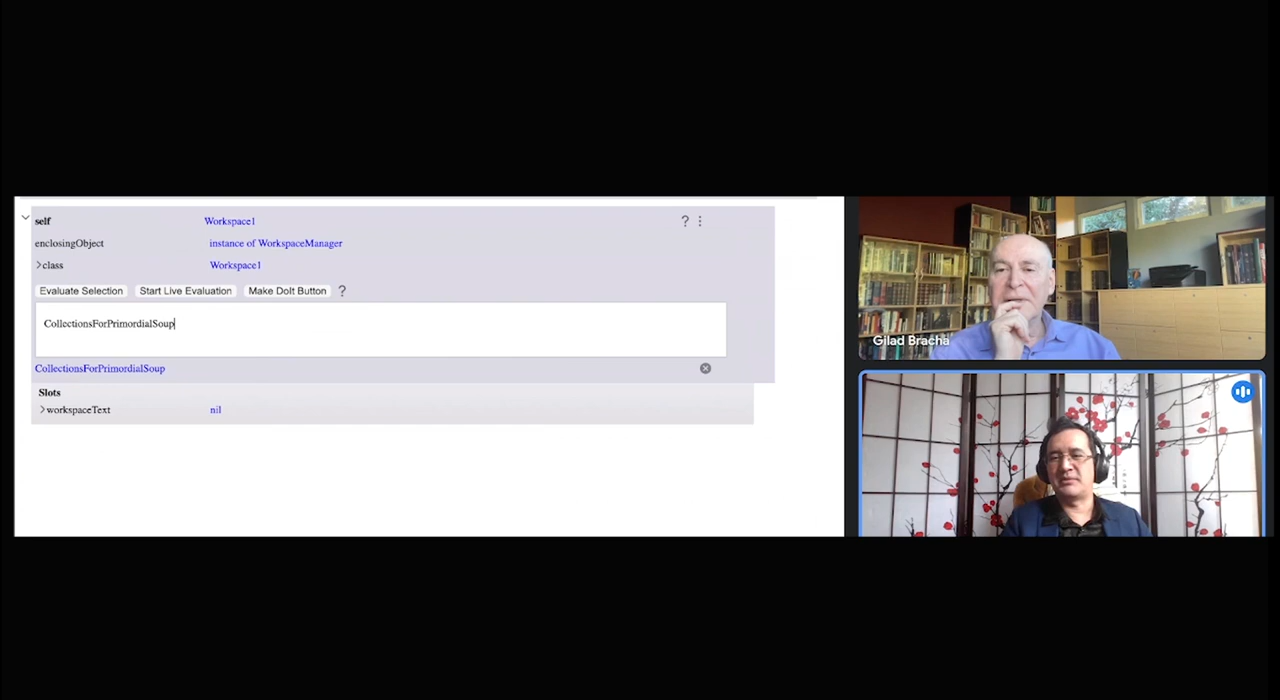 self Workspace1 ?
enclosingObject instance of WorkspaceManager
class Workspace1
Evaluate Selection Start Live Evaluation Make DoIt Button ?
CollectionsForPrimordialSoup
CollectionsForPrimordialSoup
Slots
workspaceText nil
Gilad Bracha